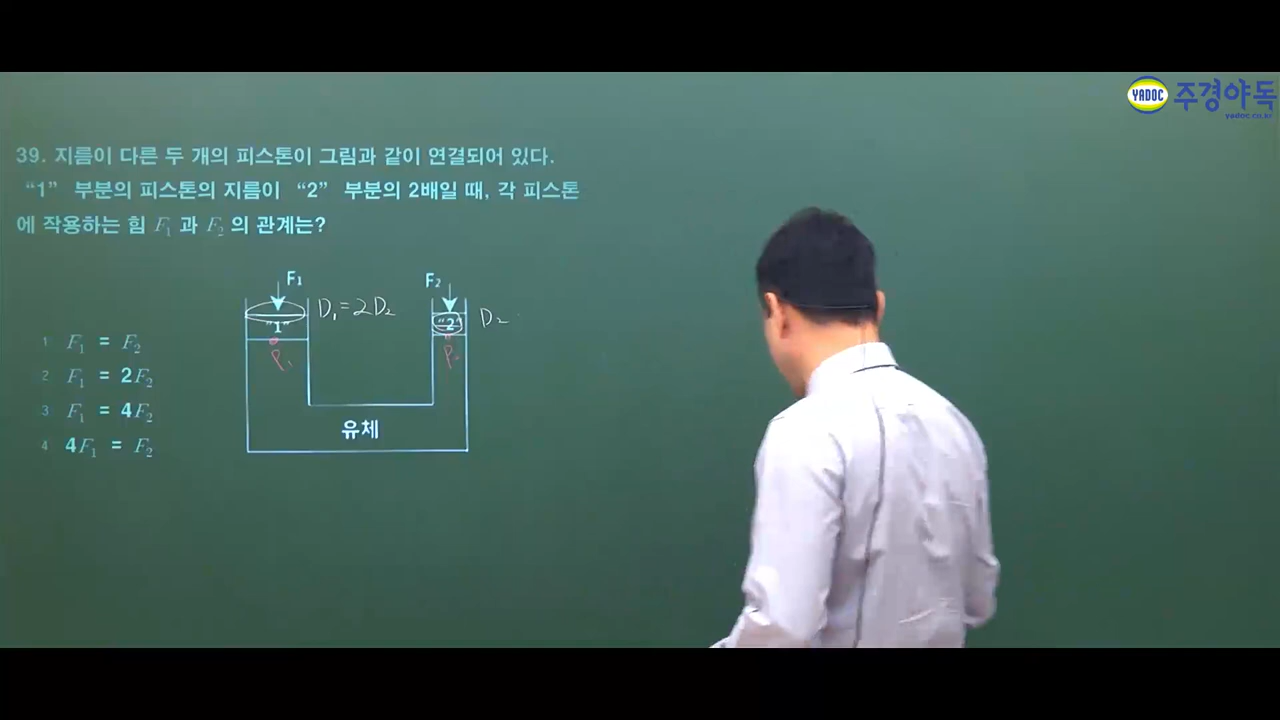 YADOC 주경야독
yadoc.co.kr
39. 지름이 다른 두 개의 피스톤이 그림과 같이 연결되어 있다.
“1” 부분의 피스톤의 지름이 “2” 부분의 2배일 때, 각 피스톤
에 작용하는 힘 F₁ 과 F₂ 의 관계는?
F₁ F₂
"1" D₁=2D₂ "2" D₂
P₁ P₂
1 F₁ = F₂
2 F₁ = 2F₂
3 F₁ = 4F₂
4 4F₁ = F₂
유체